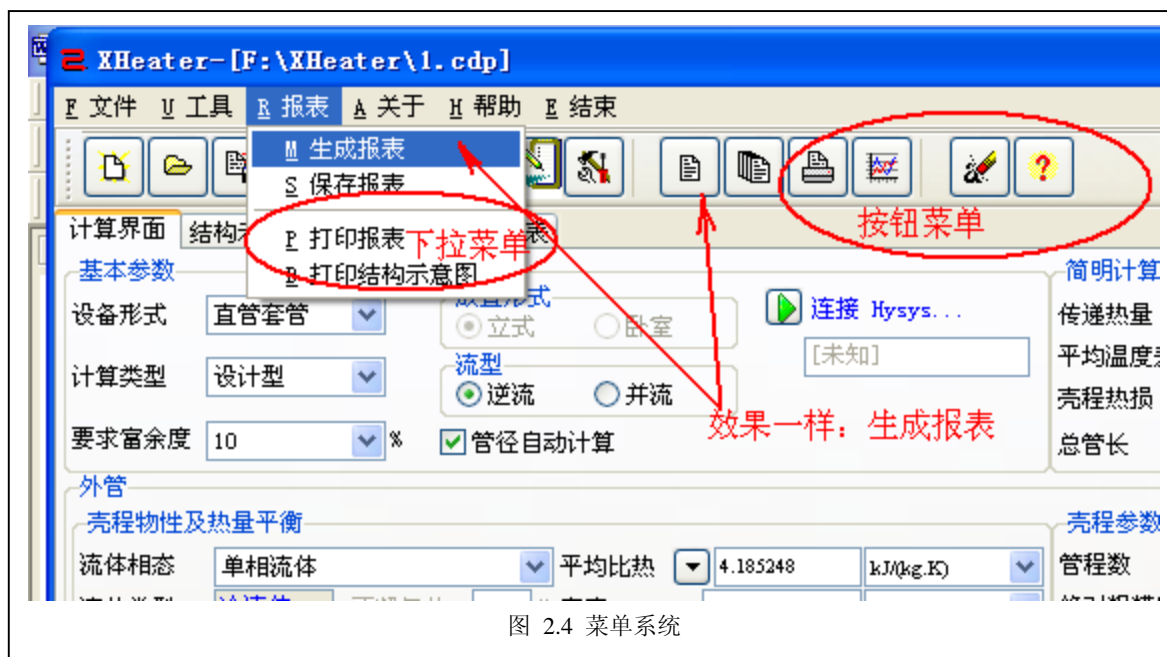 XHeater-[F:\XHeater\1.cdp]
F 文件 U 工具 R 报表 A 关于 H 帮助 E 结束
M 生成报表
S 保存报表
P 打印报表
打印结构示意图
下拉菜单
按钮菜单
计算界面 结构 表
基本参数
设备形式 直管套管
计算类型 设计型
要求富余度 10 %
立式 卧室
流型
逆流 并流
管径自动计算
连接 Hysys...
[未知]
效果一样：生成报表
简明计算
传递热量
平均温度
壳程热损
总管长
外管
壳程物性及热量平衡
流体相态 单相流体 平均比热 4.185248 kJ/(kg.K)
壳程参数
管程数
图 2.4 菜单系统